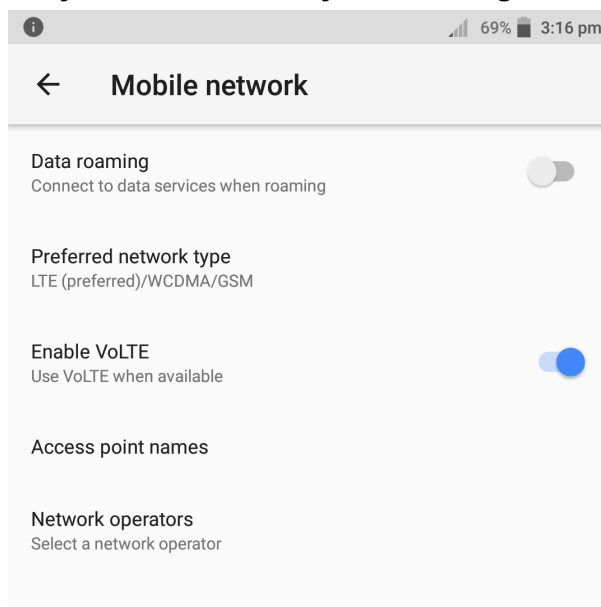 69% 3:16 pm
Mobile network
Data roaming
Connect to data services when roaming
Preferred network type
LTE (preferred)/WCDMA/GSM
Enable VoLTE
Use VoLTE when available
Access point names
Network operators
Select a network operator